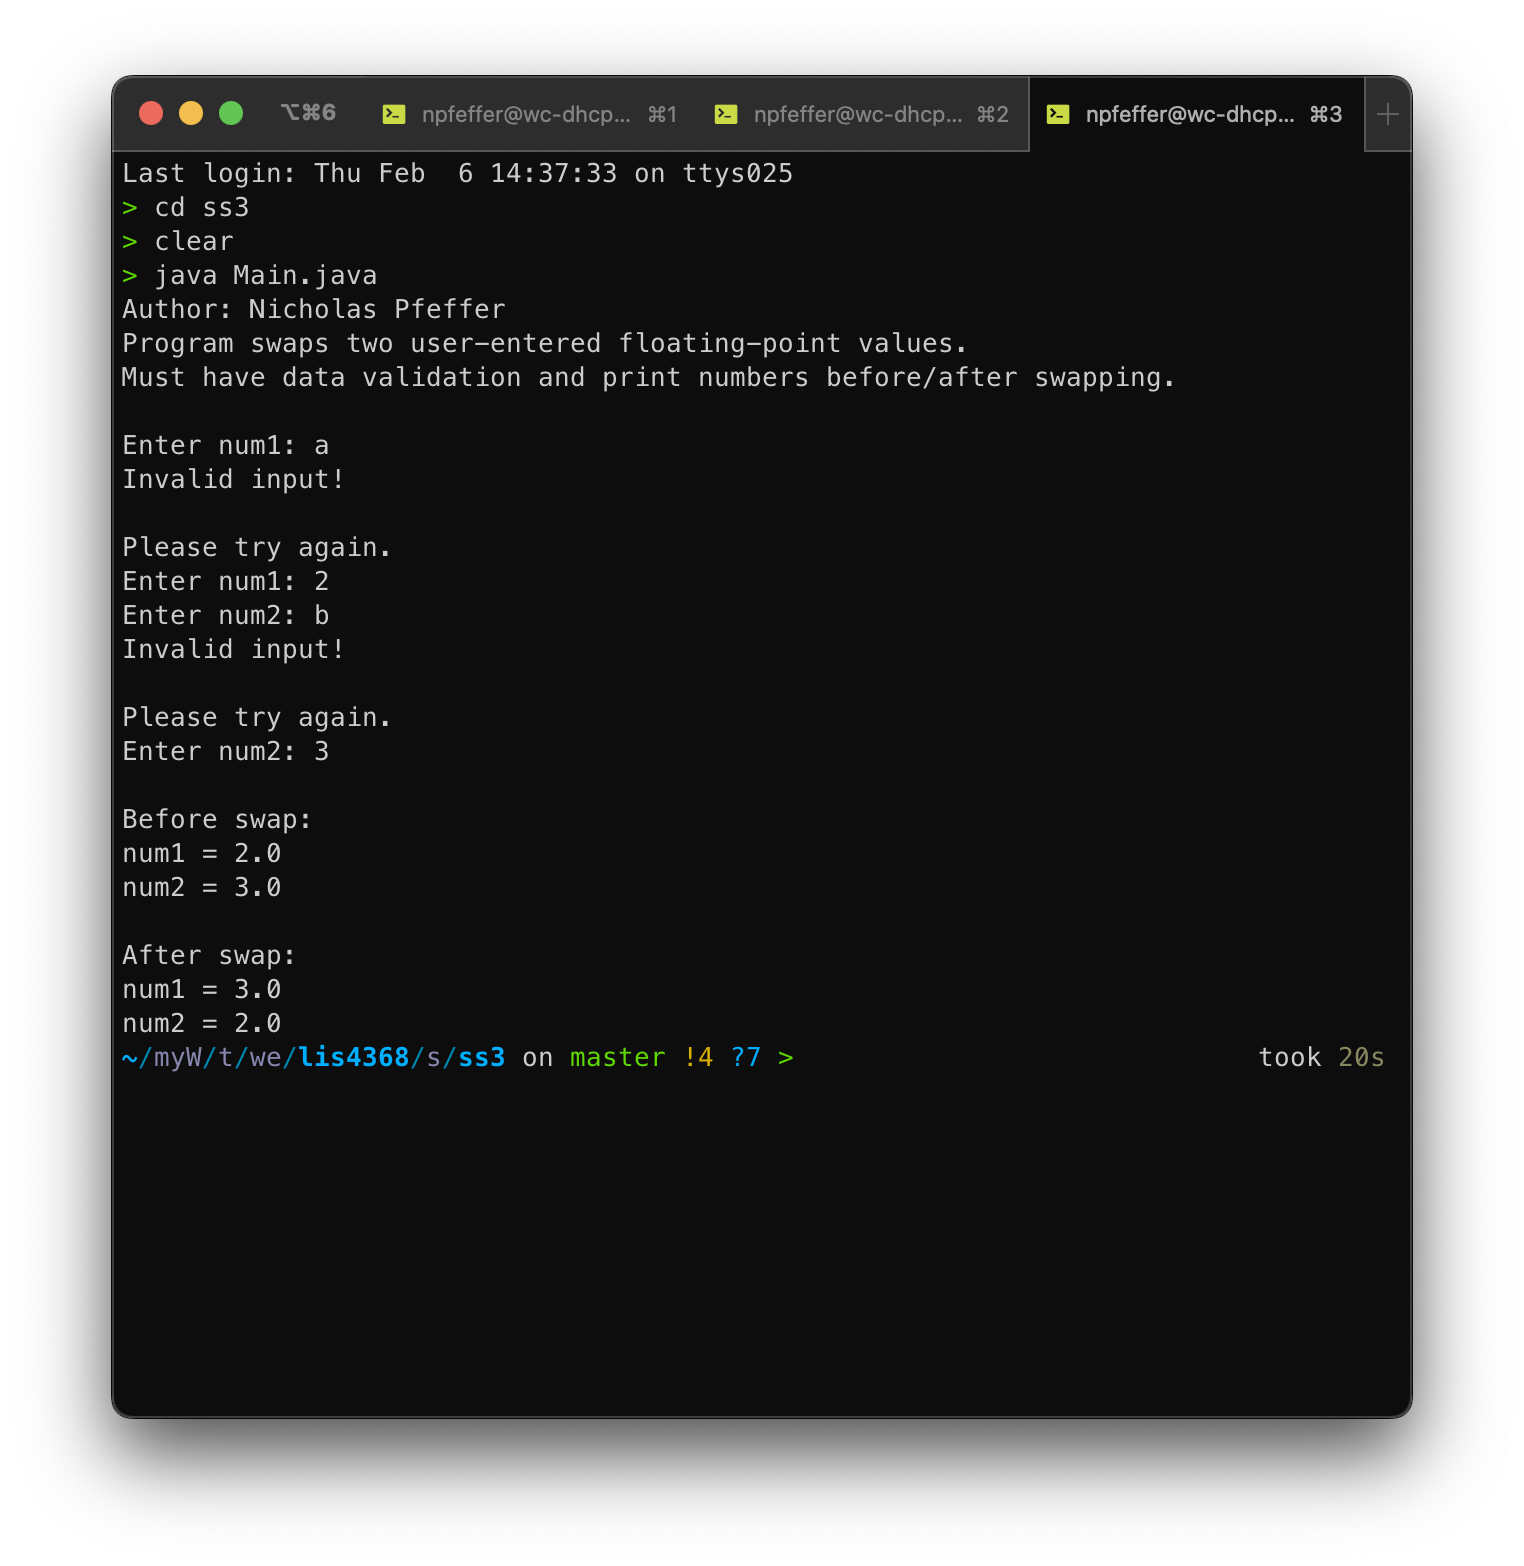 ⌥⌘6 npfeffer@wc-dhcp... ⌘1 npfeffer@wc-dhcp... ⌘2 npfeffer@wc-dhcp... ⌘3 +
Last login: Thu Feb  6 14:37:33 on ttys025
> cd ss3
> clear
> java Main.java
Author: Nicholas Pfeffer
Program swaps two user-entered floating-point values.
Must have data validation and print numbers before/after swapping.
Enter num1: a
Invalid input!
Please try again.
Enter num1: 2
Enter num2: b
Invalid input!
Please try again.
Enter num2: 3
Before swap:
num1 = 2.0
num2 = 3.0
After swap:
num1 = 3.0
num2 = 2.0
~/myW/t/we/lis4368/s/ss3 on master !4 ?7 > took 20s